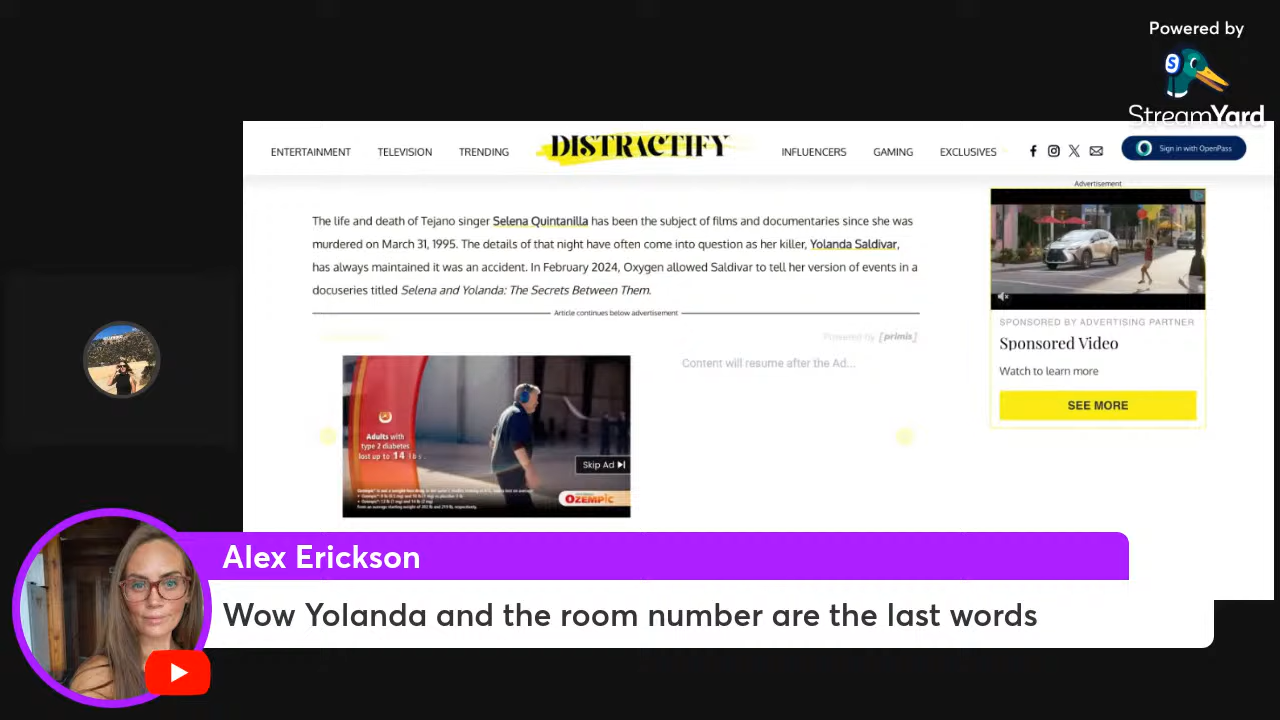 Powered by
StreamYard
ENTERTAINMENT TELEVISION TRENDING DISTRACTIFY INFLUENCERS GAMING EXCLUSIVES Sign in with OpenPass
Advertisement
The life and death of Tejano singer Selena Quintanilla has been the subject of films and documentaries since she was
murdered on March 31, 1995. The details of that night have often come into question as her killer, Yolanda Saldivar,
has always maintained it was an accident. In February 2024, Oxygen allowed Saldivar to tell her version of events in a
docuseries titled Selena and Yolanda: The Secrets Between Them.
Article continues below advertisement
Powered by [primis]
Content will resume after the Ad...
Adults with
type 2 diabetes
lost up to 14 lbs
Skip Ad
OZEMPIC
SPONSORED BY ADVERTISING PARTNER
Sponsored Video
Watch to learn more
SEE MORE
Alex Erickson
Wow Yolanda and the room number are the last words